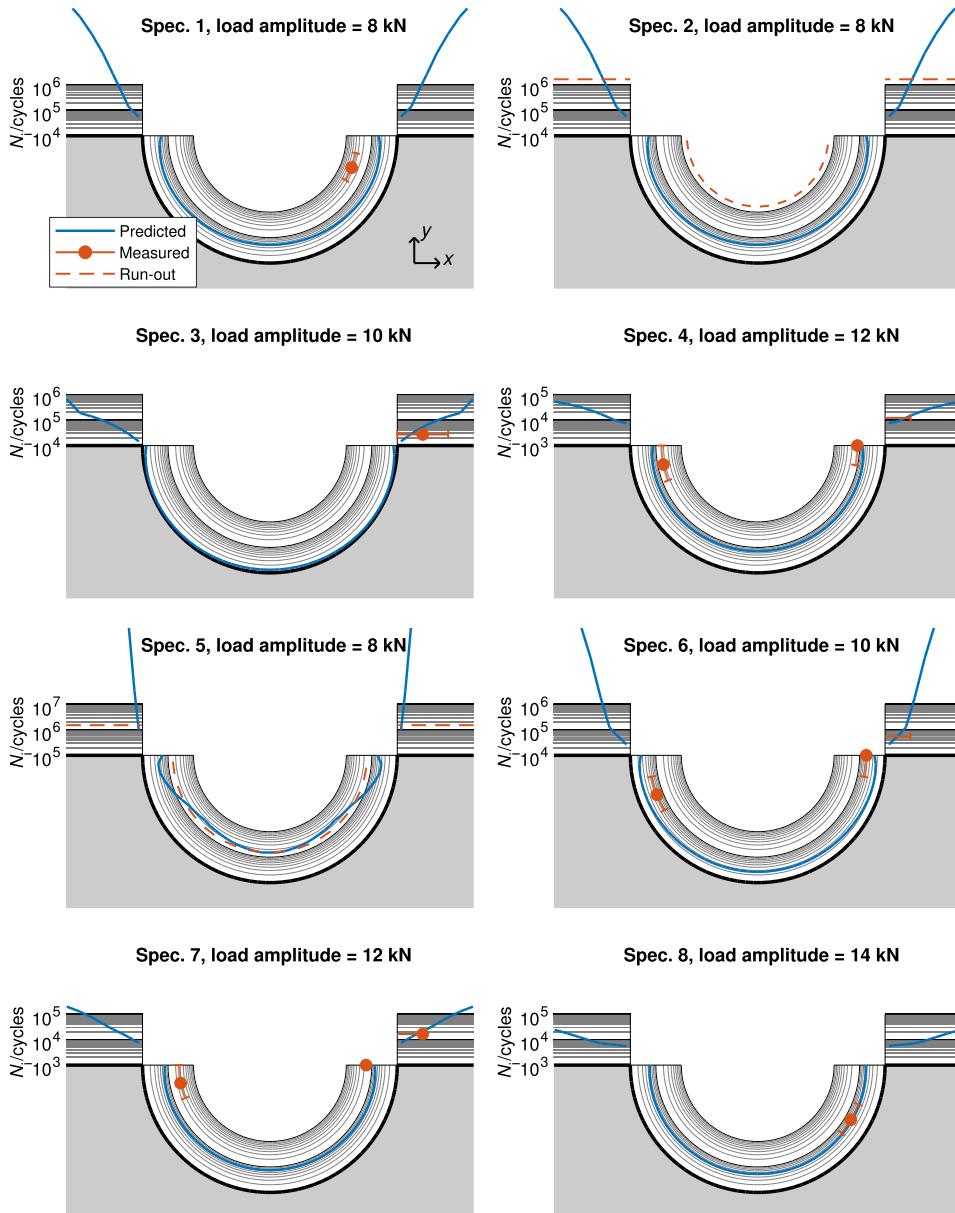 Spec. 1, load amplitude = 8 kN
Spec. 2, load amplitude = 8 kN
N_i/cycles
10^6
10^5
10^4
N_i/cycles
10^6
10^5
10^4
Predicted
Measured
Run-out
y
x
Spec. 3, load amplitude = 10 kN
Spec. 4, load amplitude = 12 kN
N_i/cycles
10^6
10^5
10^4
N_i/cycles
10^5
10^4
10^3
Spec. 5, load amplitude = 8 kN
Spec. 6, load amplitude = 10 kN
N_i/cycles
10^7
10^6
10^5
N_i/cycles
10^6
10^5
10^4
Spec. 7, load amplitude = 12 kN
Spec. 8, load amplitude = 14 kN
N_i/cycles
10^5
10^4
10^3
N_i/cycles
10^5
10^4
10^3